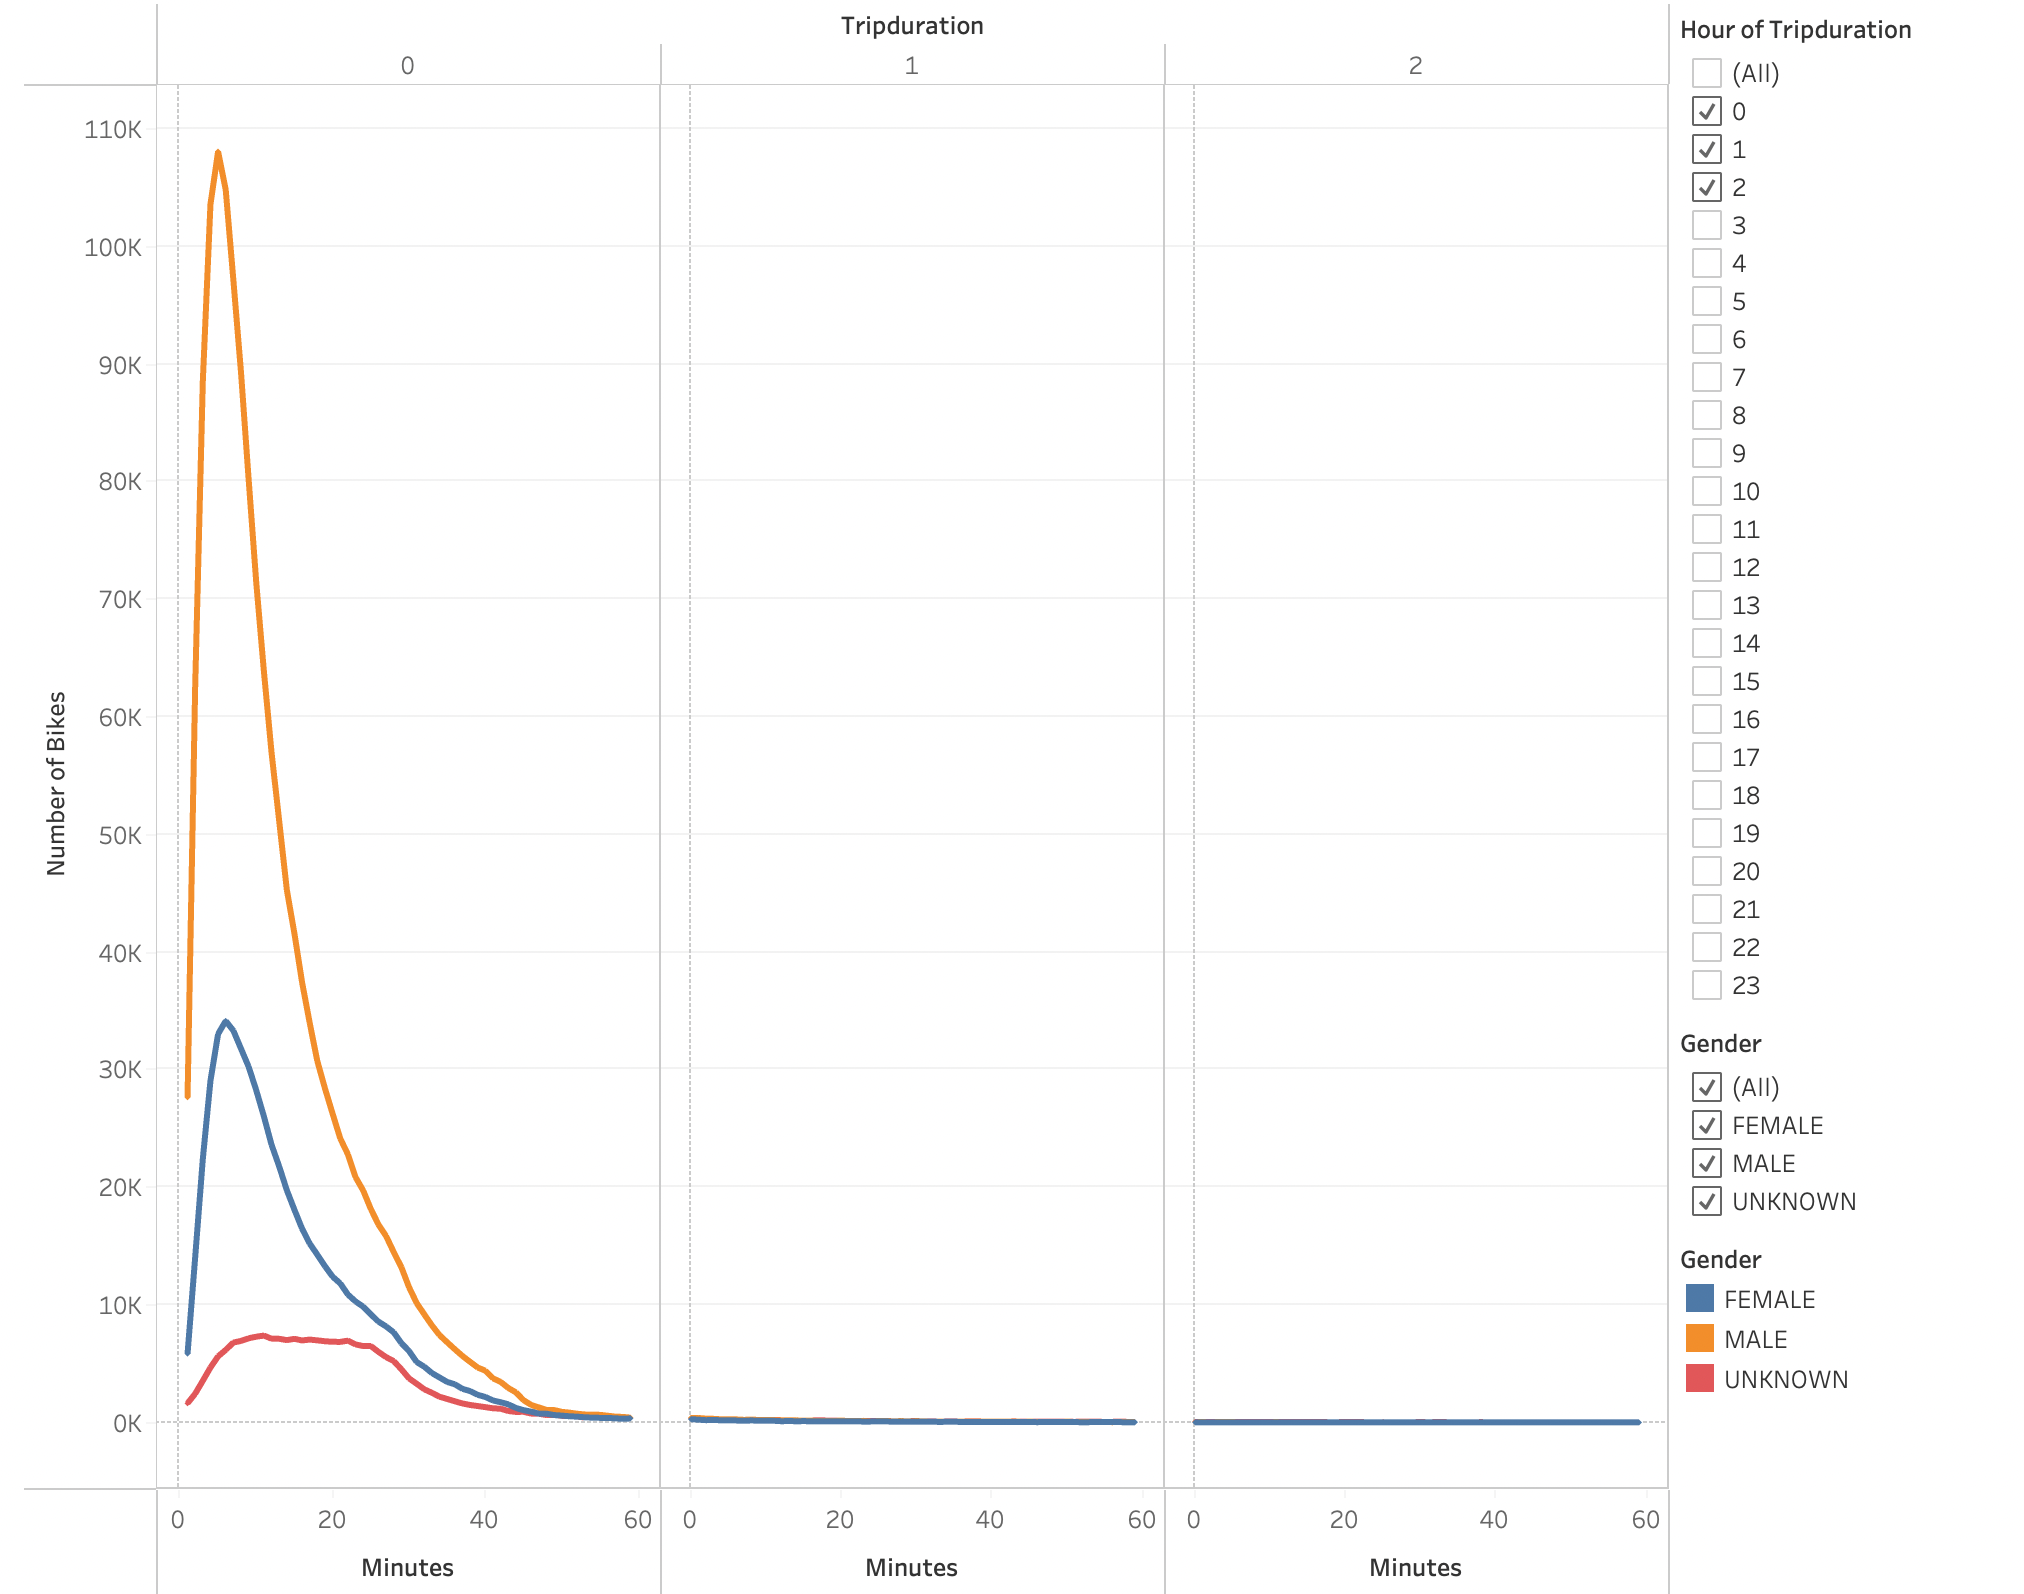 Tripduration
0 1 2
110K
100K
90K
80K
70K
60K
50K
40K
30K
20K
10K
0K
Number of Bikes
0 20 40 60 0 20 40 60 0 20 40 60
Minutes Minutes Minutes
Hour of Tripduration
(All)
0
1
2
3
4
5
6
7
8
9
10
11
12
13
14
15
16
17
18
19
20
21
22
23
Gender
(All)
FEMALE
MALE
UNKNOWN
Gender
FEMALE
MALE
UNKNOWN